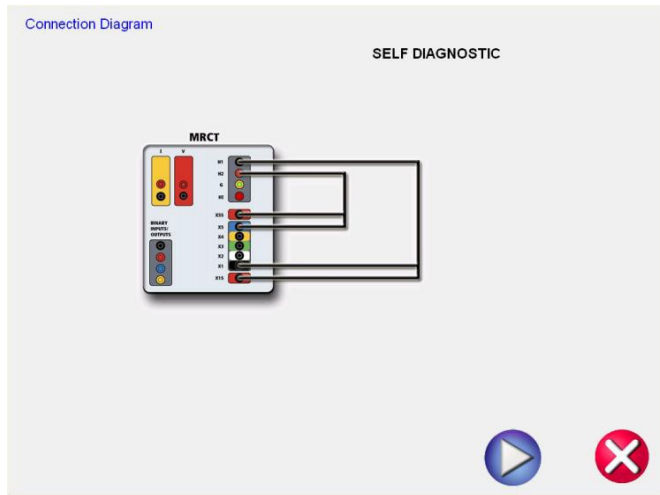 Connection Diagram
SELF DIAGNOSTIC
MRCT
I V
H1
H2
G
BINARY
INPUTS/
OUTPUTS
X5
X4
X3
X2
X1